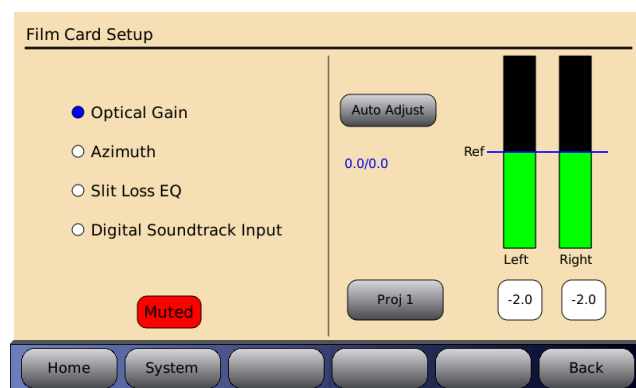 Film Card Setup
Optical Gain
Azimuth
Slit Loss EQ
Digital Soundtrack Input
Muted
Auto Adjust
0.0/0.0
Ref
Left Right
Proj 1
-2.0 -2.0
Home System Back